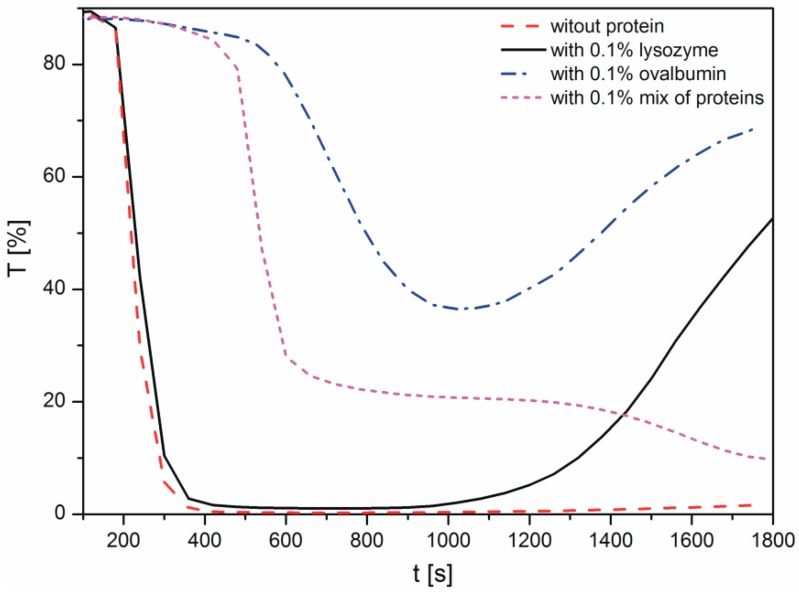 witout protein
with 0.1% lysozyme
with 0.1% ovalbumin
with 0.1% mix of proteins
T [%]
80
60
40
20
0
200 400 600 800 1000 1200 1400 1600 1800
t [s]